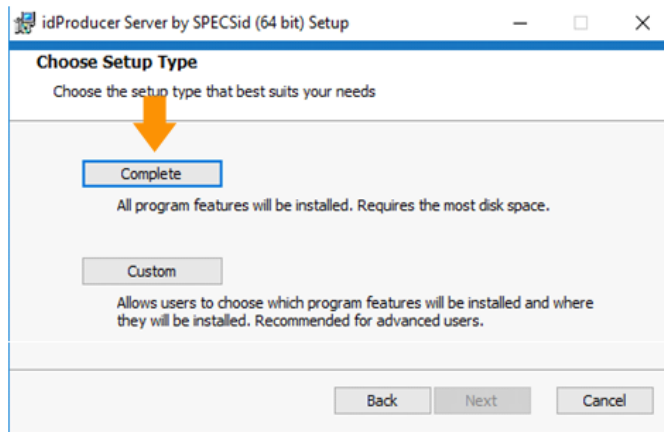 idProducer Server by SPECSid (64 bit) Setup
Choose Setup Type
Choose the setup type that best suits your needs
Complete
All program features will be installed. Requires the most disk space.
Custom
Allows users to choose which program features will be installed and where
they will be installed. Recommended for advanced users.
Back Next Cancel